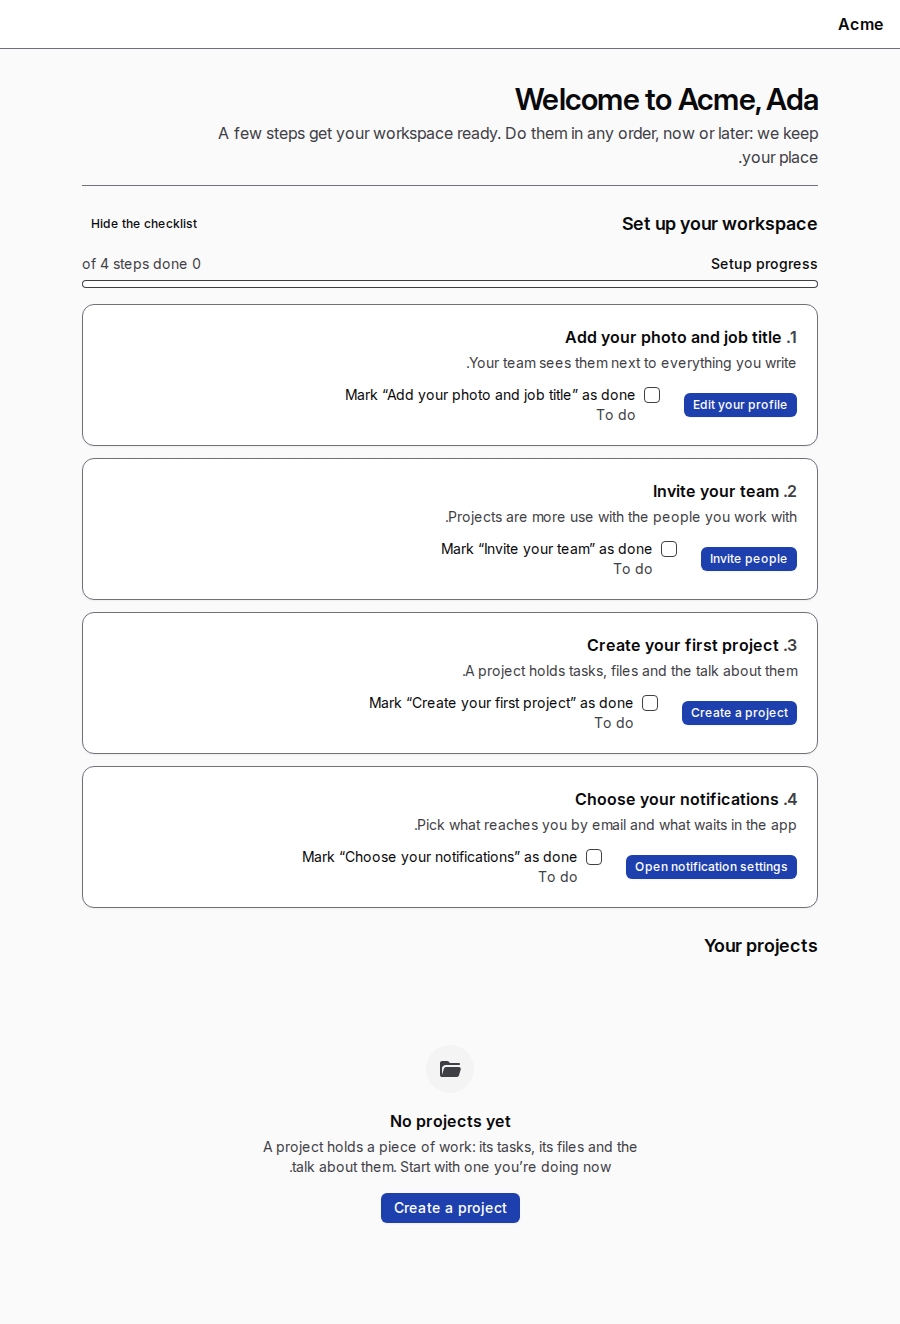 Acme
Welcome to Acme, Ada
A few steps get your workspace ready. Do them in any order, now or later: we keep
.your place
Set up your workspace
Hide the checklist
Setup progress
of 4 steps done 0
Add your photo and job title .1
.Your team sees them next to everything you write
Edit your profile
Mark “Add your photo and job title” as done
To do
Invite your team .2
.Projects are more use with the people you work with
Invite people
Mark “Invite your team” as done
To do
Create your first project .3
.A project holds tasks, files and the talk about them
Create a project
Mark “Create your first project” as done
To do
Choose your notifications .4
.Pick what reaches you by email and what waits in the app
Open notification settings
Mark “Choose your notifications” as done
To do
Your projects
No projects yet
A project holds a piece of work: its tasks, its files and the
.talk about them. Start with one you’re doing now
Create a project